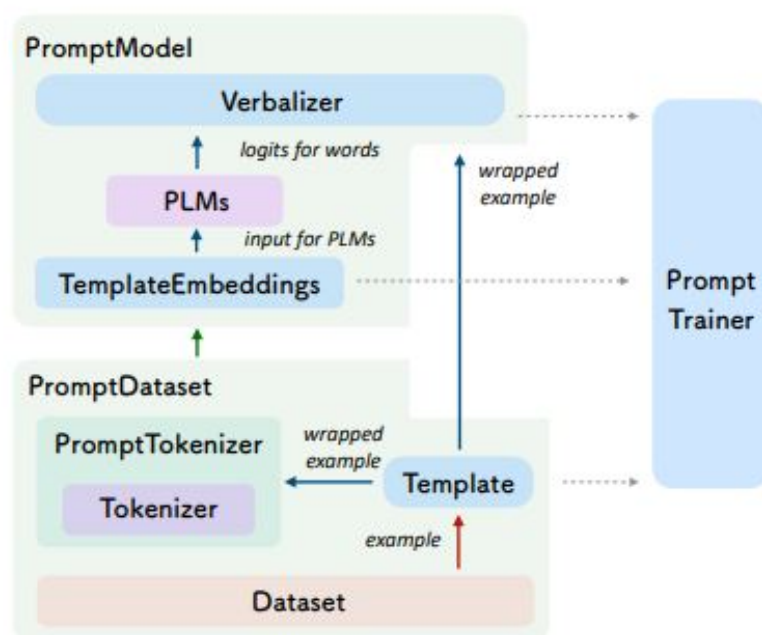 PromptModel
Verbalizer
logits for words
wrapped
example
PLMs
input for PLMs
TemplateEmbeddings
Prompt
Trainer
PromptDataset
PromptTokenizer
wrapped
example
Tokenizer
Template
example
Dataset